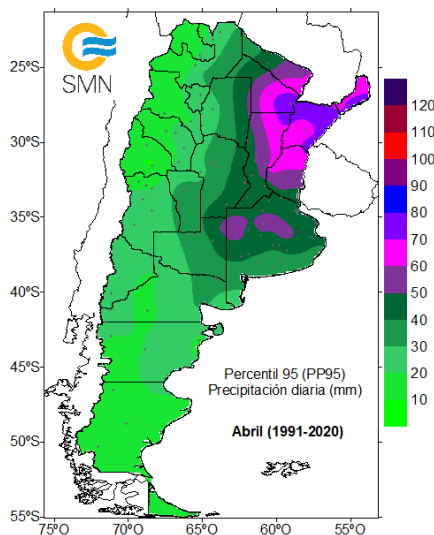 SMN
25ºS
30ºS
35ºS
40ºS
45ºS
50ºS
55ºS
75ºO 70ºO 65ºO 60ºO 55ºO
120
110
100
90
80
70
60
50
40
30
20
10
Percentil 95 (PP95)
Precipitación diaria (mm)
Abril (1991-2020)